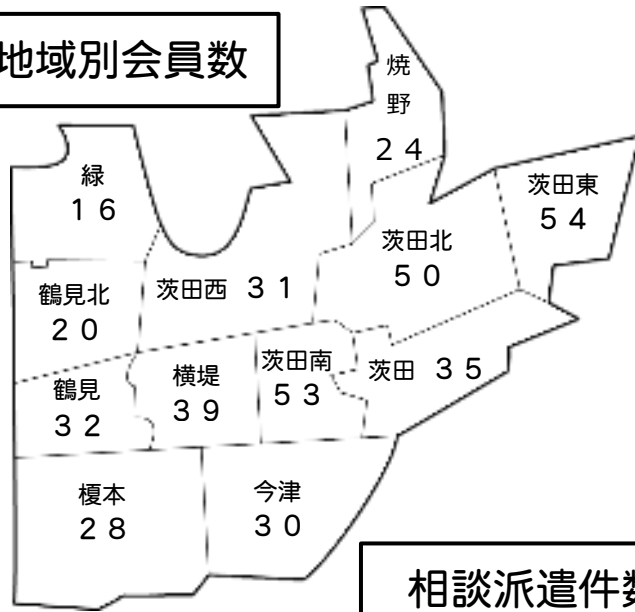 地域別会員数
焼
野
２４
緑
１６
茨田東
５４
茨田北
５０
鶴見北
２０
茨田西 ３１
鶴見
３２
横堤
３９
茨田南
５３
茨田 ３５
榎本
２８
今津
３０
相談派遣件数